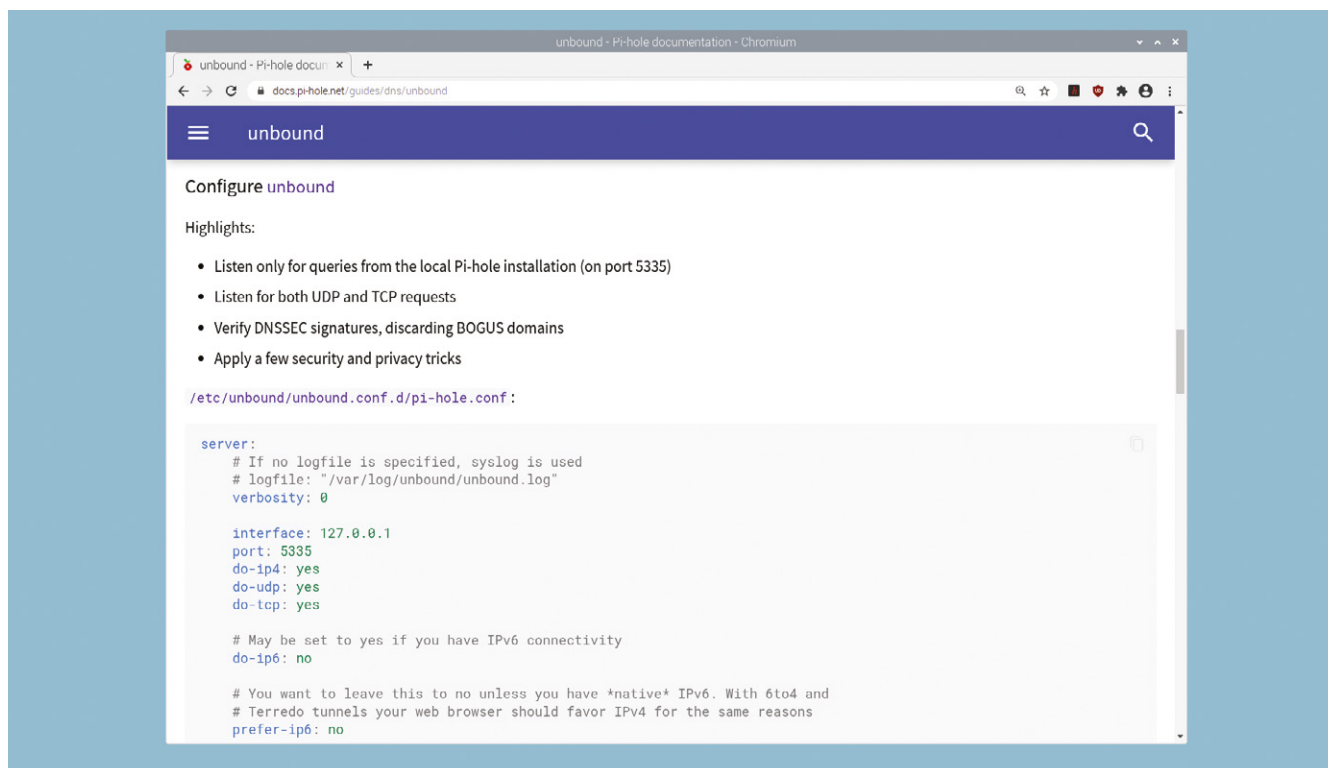 unbound - Pi-hole documentation - Chromium
unbound - Pi-hole docum
docs.pi-hole.net/guides/dns/unbound
unbound
Configure unbound
Highlights:
• Listen only for queries from the local Pi-hole installation (on port 5335)
• Listen for both UDP and TCP requests
• Verify DNSSEC signatures, discarding BOGUS domains
• Apply a few security and privacy tricks
/etc/unbound/unbound.conf.d/pi-hole.conf:
server:
# If no logfile is specified, syslog is used
# logfile: "/var/log/unbound/unbound.log"
verbosity: 0
interface: 127.0.0.1
port: 5335
do-ip4: yes
do-udp: yes
do-tcp: yes
# May be set to yes if you have IPv6 connectivity
do-ip6: no
# You want to leave this to no unless you have *native* IPv6. With 6to4 and
# Terredo tunnels your web browser should favor IPv4 for the same reasons
prefer-ip6: no